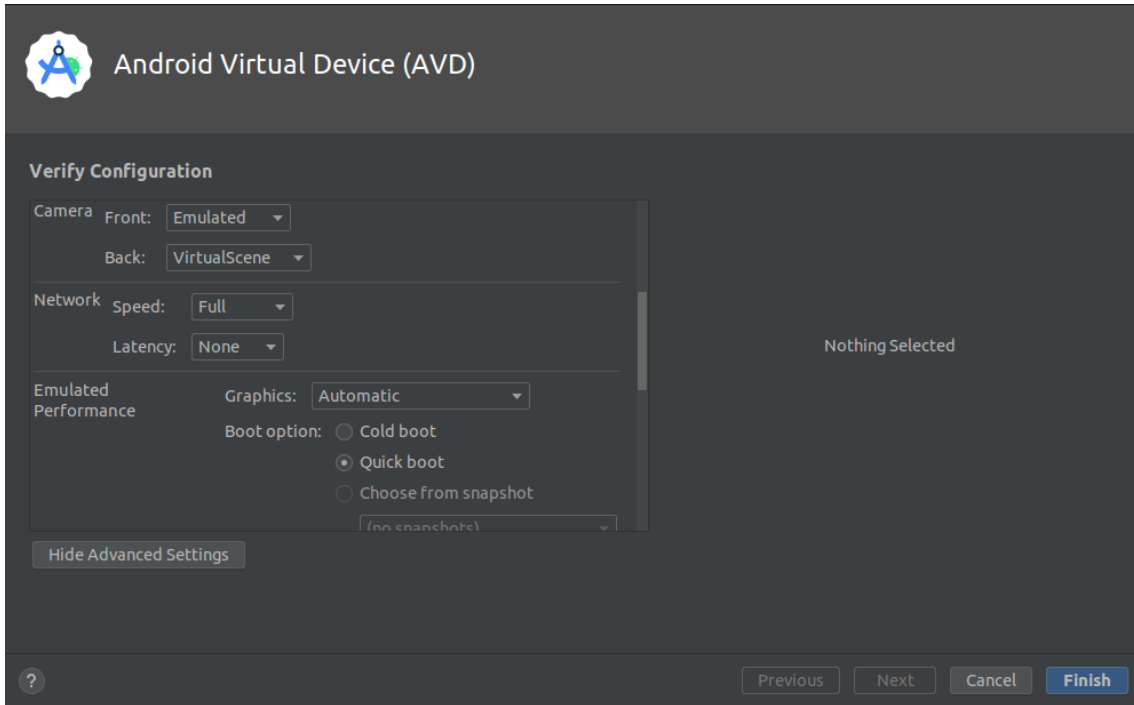 Android Virtual Device (AVD)
Verify Configuration
Camera Front: Emulated
Back: VirtualScene
Network Speed: Full
Latency: None
Nothing Selected
Emulated
Performance
Graphics: Automatic
Boot option: Cold boot
Quick boot
Choose from snapshot
(no snapshots)
Hide Advanced Settings
? Previous Next Cancel Finish